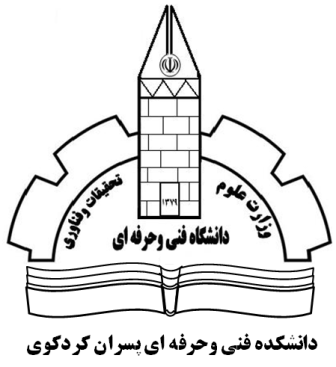 وزارت علوم
تحقیقات و فناوری
۱۳۷۹
دانشگاه فنی و حرفه ای
دانشکده فنی و حرفه ای پسران کردکوی